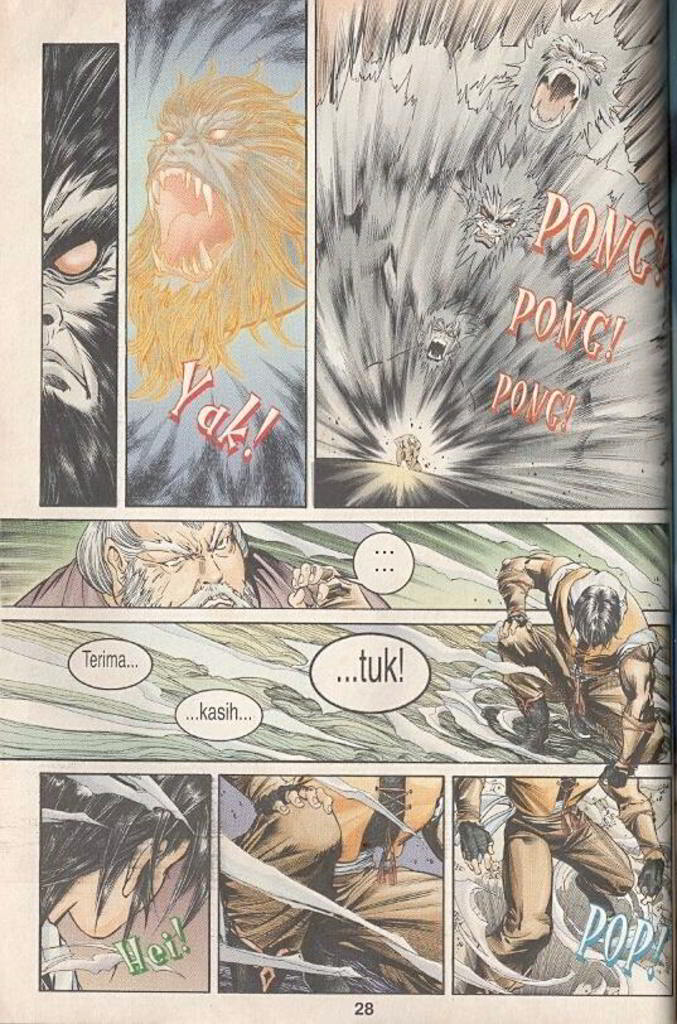 Yak!
PONG!
PONG!
PONG!
...
...
Terima...
...kasih...
...tuk!
Hei!
POP!
28